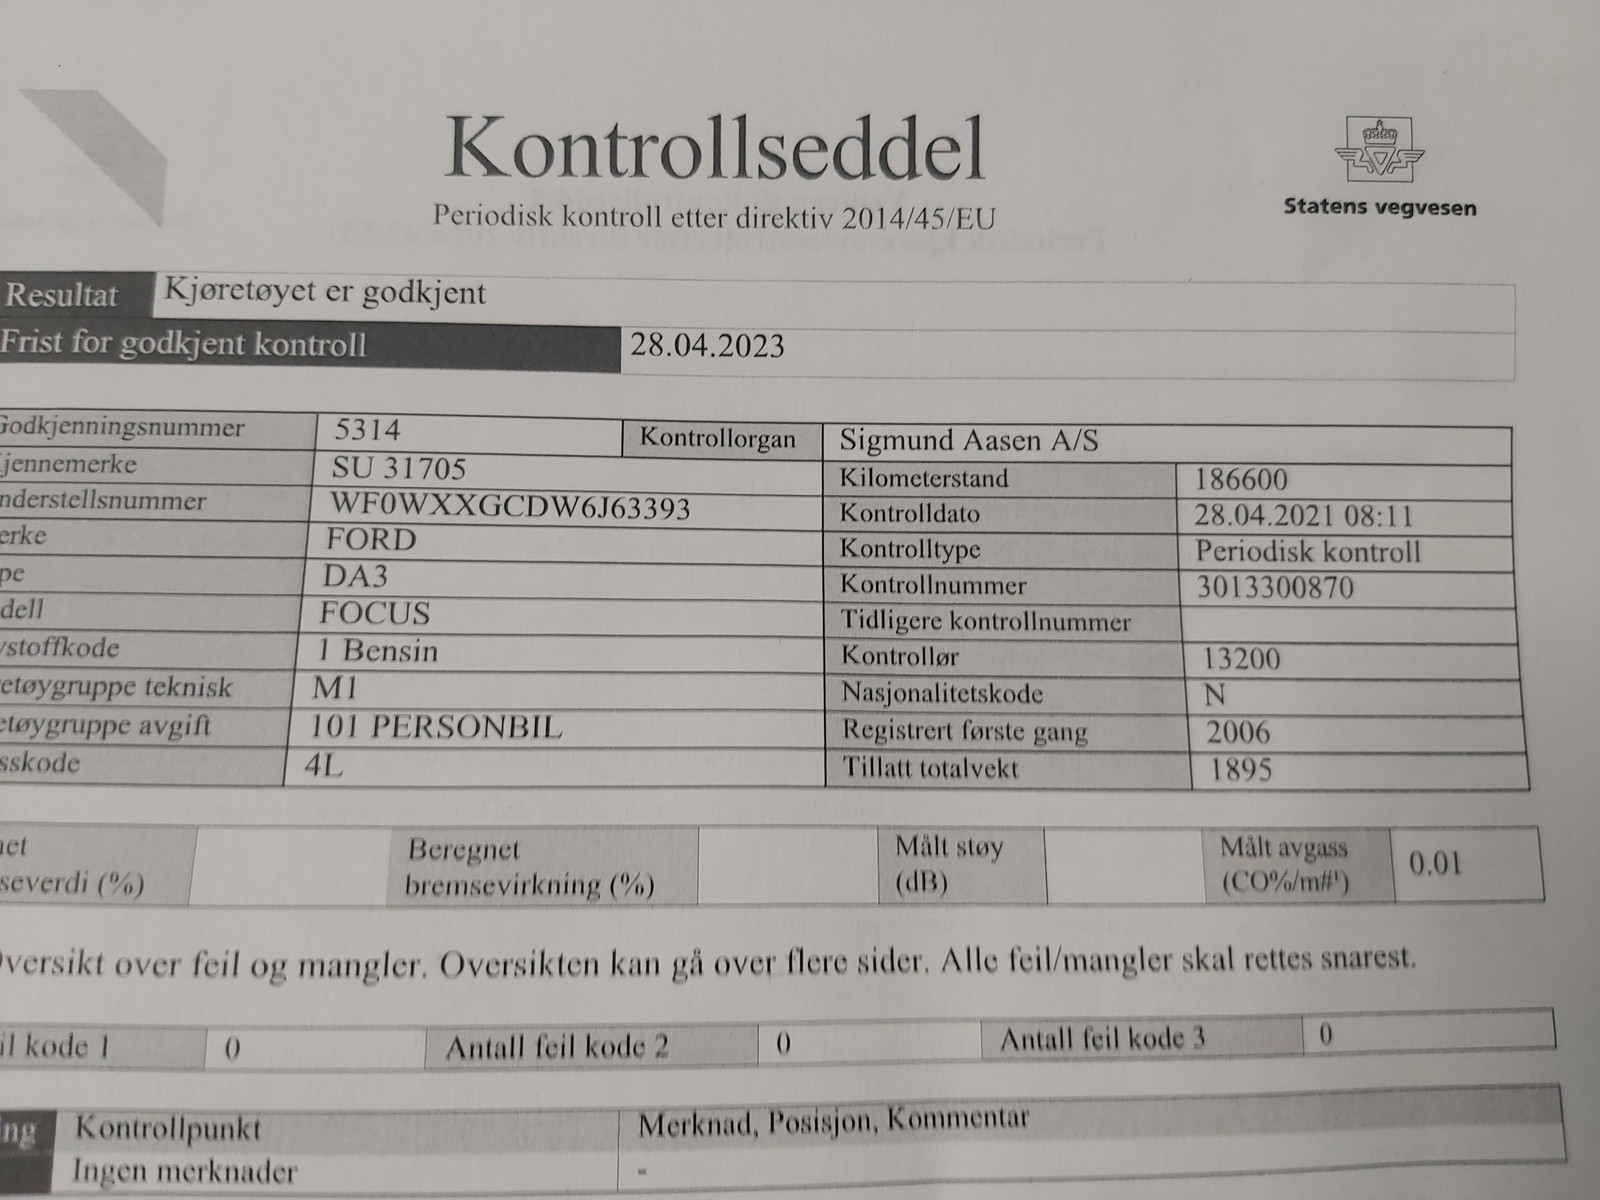 Kontrollseddel
Periodisk kontroll etter direktiv 2014/45/EU
Statens vegvesen
Resultat Kjøretøyet er godkjent
Frist for godkjent kontroll 28.04.2023
Godkjenningsnummer 5314 Kontrollorgan Sigmund Aasen A/S
jennemerke SU 31705 Kilometerstand 186600
nderstellsnummer WF0WXXGCDW6J63393 Kontrolldato 28.04.2021 08:11
erke FORD Kontrolltype Periodisk kontroll
pe DA3 Kontrollnummer 3013300870
dell FOCUS Tidligere kontrollnummer
vstoffkode 1 Bensin Kontrollør 13200
etøygruppe teknisk M1 Nasjonalitetskode N
etøygruppe avgift 101 PERSONBIL Registrert første gang 2006
sskode 4L Tillatt totalvekt 1895
net Beregnet Målt støy Målt avgass 0.01
severdi (%) bremsevirkning (%) (dB) (CO%/m#¹)
Oversikt over feil og mangler. Oversikten kan gå over flere sider. Alle feil/mangler skal rettes snarest.
il kode 1 0 Antall feil kode 2 0 Antall feil kode 3 0
ng Kontrollpunkt Merknad, Posisjon, Kommentar
Ingen merknader -